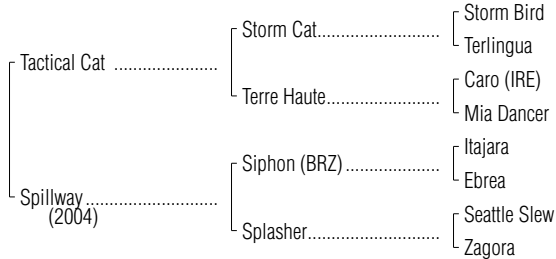 Storm Bird
Storm Cat
Terlingua
Tactical Cat
Caro (IRE)
Terre Haute
Mia Dancer
Itajara
Siphon (BRZ)
Ebrea
Spillway
(2004)
Seattle Slew
Splasher
Zagora